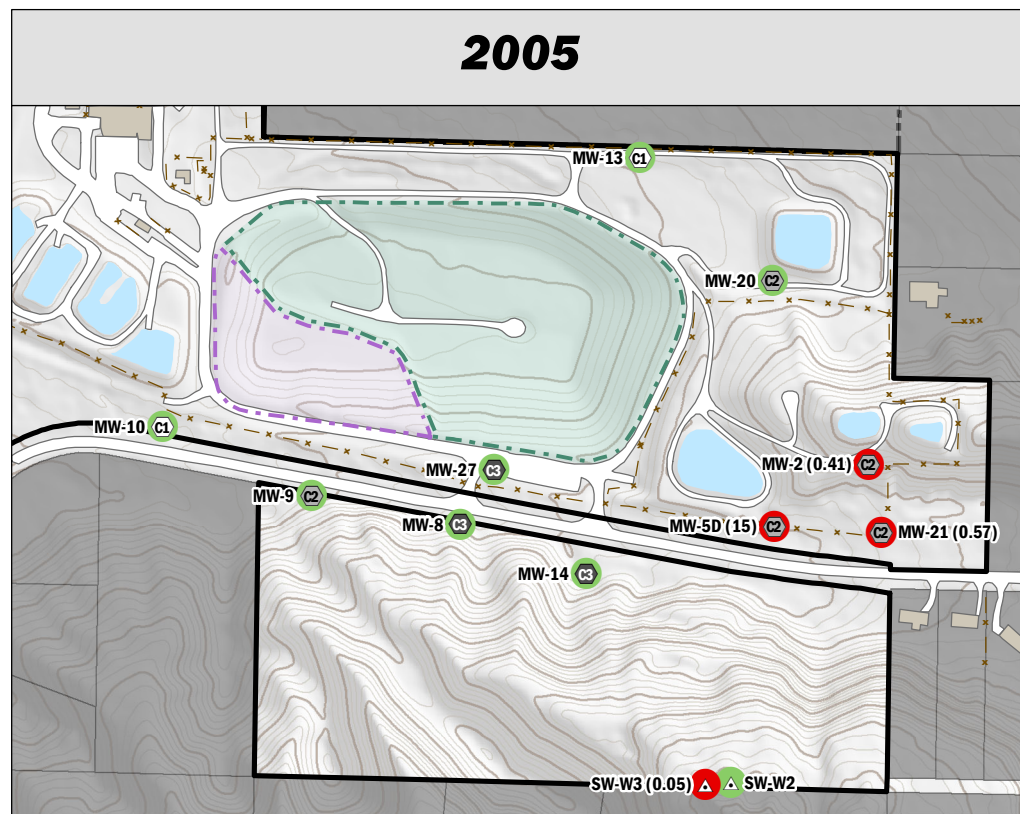 2005
MW-13 C1
MW-20 C2
MW-10 C1
MW-27 C3
MW-2 (0.41) C2
MW-9 C2
MW-8 C3
MW-5D (15) C2
C2 MW-21 (0.57)
MW-14 C3
SW-W3 (0.05) SW-W2